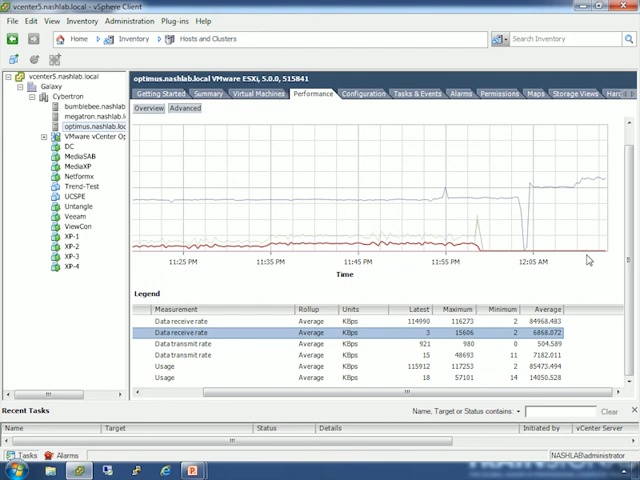 vcenter5.nashlab.local - vSphere Client
File Edit View Inventory Administration Plug-ins Help
Home Inventory Hosts and Clusters Search Inventory
vcenter5.nashlab.local
Galaxy
Cybertron
bumblebee.nashlab
megatron.nashlab.
optimus.nashlab.loc
VMware vCenter Op
DC
MediaSAB
MediaXP
Netformx
Trend-Test
UCSPE
Untangle
Veeam
ViewCon
XP-1
XP-2
XP-3
XP-4
optimus.nashlab.local VMware ESXi, 5.0.0, 515841
Getting Started Summary Virtual Machines Performance Configuration Tasks & Events Alarms Permissions Maps Storage Views Hard
Overview Advanced
11:25 PM 11:35 PM 11:45 PM 11:55 PM 12:05 AM
Time
Legend
Measurement Rollup Units Latest Maximum Minimum Average
Data receive rate Average KBps 114990 116273 2 84968.483
Data receive rate Average KBps 3 15606 2 6868.072
Data transmit rate Average KBps 921 980 0 504.589
Data transmit rate Average KBps 15 48693 11 7182.011
Usage Average KBps 115912 117253 2 85473.494
Usage Average KBps 18 57101 14 14050.528
Recent Tasks Name, Target or Status contains: Clear
Name Target Status Details Initiated by vCenter Server
Tasks Alarms NASHLAB\administrator